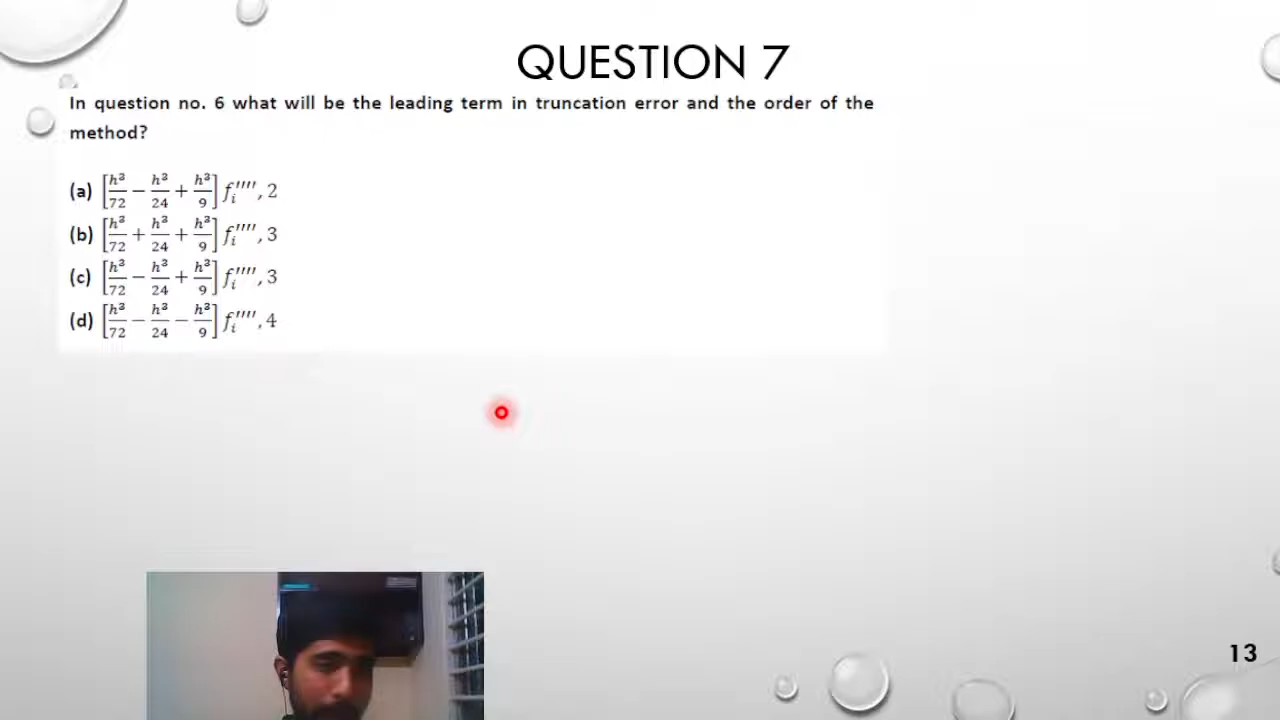 QUESTION 7
In question no. 6 what will be the leading term in truncation error and the order of the
method?
(a) [h³/72 − h³/24 + h³/9] fᵢ'''', 2
(b) [h³/72 + h³/24 + h³/9] fᵢ'''', 3
(c) [h³/72 − h³/24 + h³/9] fᵢ'''', 3
(d) [h³/72 − h³/24 − h³/9] fᵢ'''', 4
13